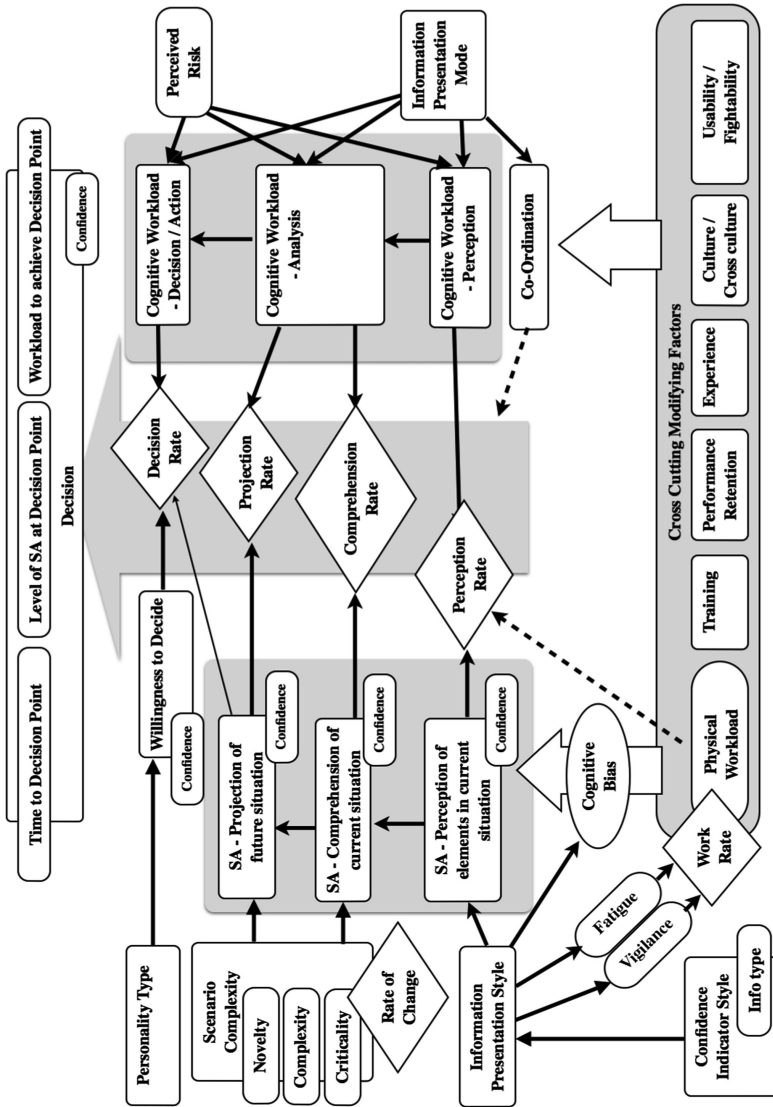 Time to Decision Point
Level of SA at Decision Point
Workload to achieve Decision Point
Decision
Confidence
Personality Type
Willingness to Decide
Confidence
Decision
Rate
Cognitive Workload
- Decision / Action
Perceived
Risk
Scenario
Complexity
Novelty
Complexity
Criticality
Rate of
Change
SA - Projection of
future situation
Confidence
Projection
Rate
Cognitive Workload
- Analysis
SA - Comprehension of
current situation
Confidence
Comprehension
Rate
Information
Presentation
Mode
Information
Presentation Style
SA - Perception of
elements in current
situation
Confidence
Perception
Rate
Cognitive Workload
- Perception
Co-Ordination
Cognitive
Bias
Fatigue
Vigilance
Confidence
Indicator Style
Info type
Work
Rate
Physical
Workload
Cross Cutting Modifying Factors
Training
Performance
Retention
Experience
Culture /
Cross culture
Usability /
Fightability